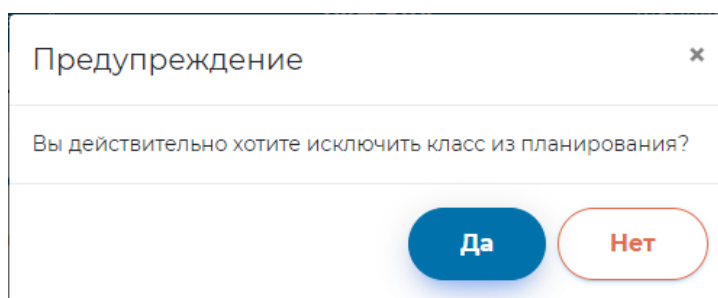 Предупреждение ×
Вы действительно хотите исключить класс из планирования?
Да Нет